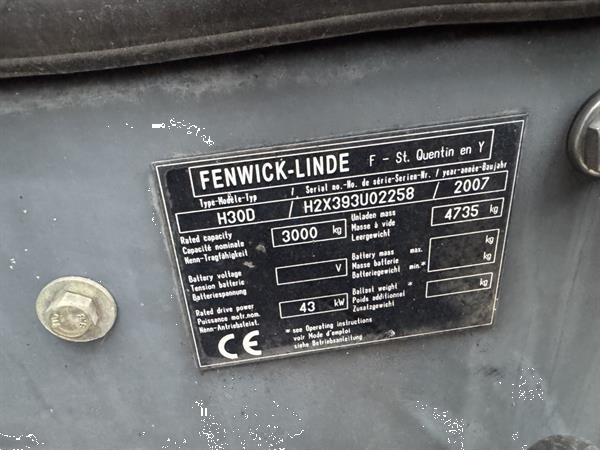 FENWICK-LINDE F - St. Quentin en Y
Type-Modèle-Typ / Serial no.-No. de série-Serien-Nr. / year-année-Baujahr
H30D / H2X393U02258 / 2007
Rated capacity
Capacité nominale
Nenn-Tragfähigkeit
3000 kg
Unladen mass
Masse à vide
Leergewicht
4735 kg
Battery voltage
Tension batterie
Batteriespannung
V
Battery mass max.
Masse batterie
Batteriegewicht min.*
kg
kg
Rated drive power
Puissance motr.nom.
Nenn-Antriebsleist.
43 kW
Ballast weight *
Poids additionnel
Zusatzgewicht
kg
CE
* see Operating instructions
voir Mode d'emploi
siehe Betriebsanleitung